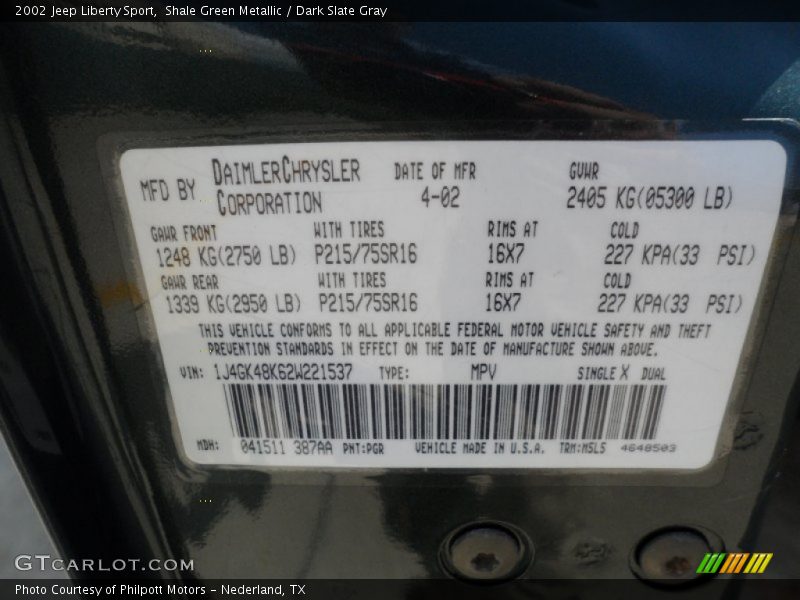 2002 Jeep Liberty Sport, Shale Green Metallic / Dark Slate Gray
MFD BY DAIMLERCHRYSLER CORPORATION DATE OF MFR 4-02 GVWR 2405 KG(05300 LB)
GAWR FRONT WITH TIRES RIMS AT COLD
1248 KG(2750 LB) P215/75SR16 16X7 227 KPA(33 PSI)
GAWR REAR WITH TIRES RIMS AT COLD
1339 KG(2950 LB) P215/75SR16 16X7 227 KPA(33 PSI)
THIS VEHICLE CONFORMS TO ALL APPLICABLE FEDERAL MOTOR VEHICLE SAFETY AND THEFT
PREVENTION STANDARDS IN EFFECT ON THE DATE OF MANUFACTURE SHOWN ABOVE.
VIN: 1J4GK48KG2W221537 TYPE: MPV SINGLE X DUAL
MDH: 041511 387AA PNT:PGR VEHICLE MADE IN U.S.A. TRM:MSLS 4648503
GTCARLOT.COM
Photo Courtesy of Philpott Motors - Nederland, TX